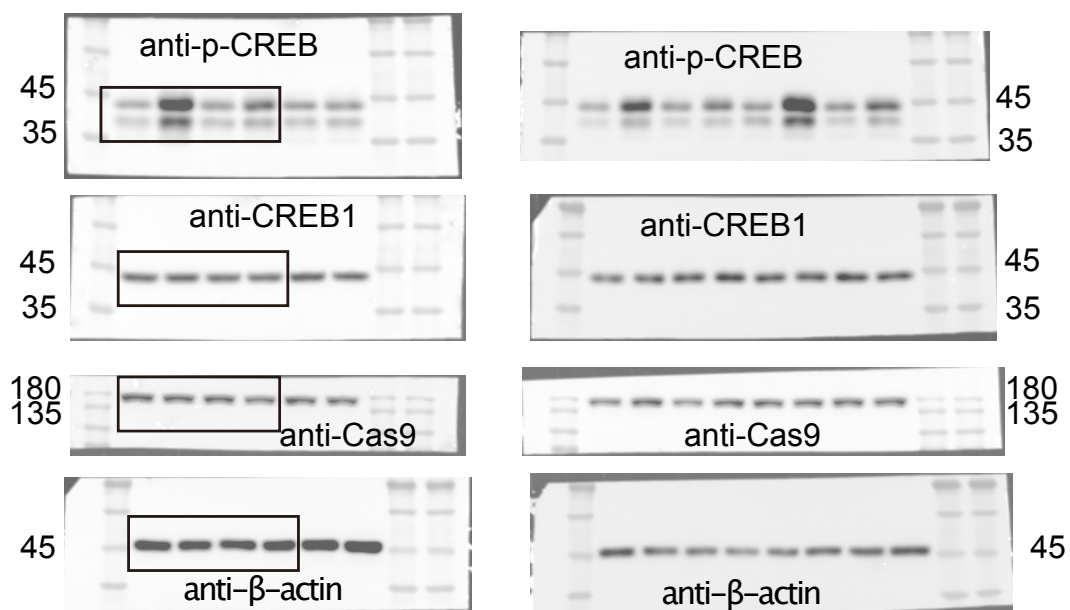 anti-p-CREB
45
35
anti-p-CREB
45
35
anti-CREB1
45
35
anti-CREB1
45
35
180
135
anti-Cas9
180
135
anti-Cas9
45
anti-β-actin
45
anti-β-actin